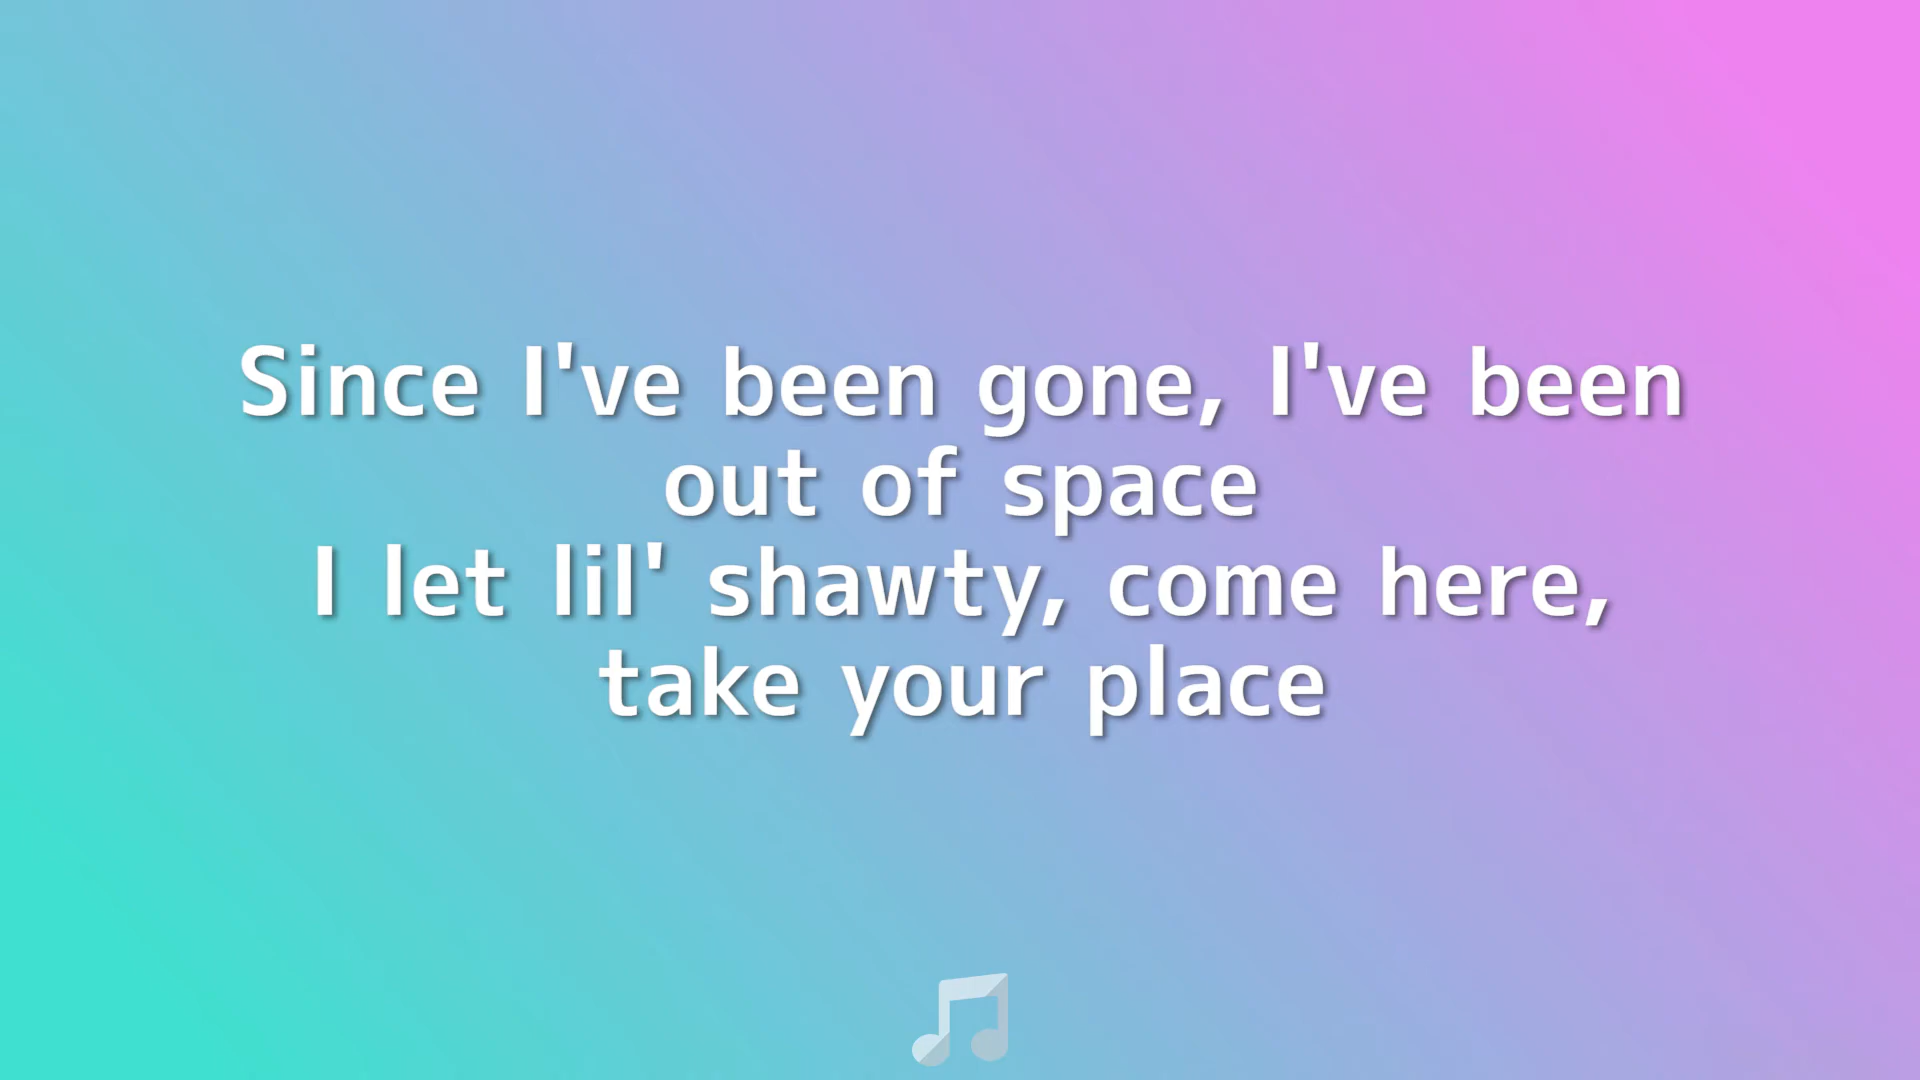 Since I've been gone, I've been
out of space
I let lil' shawty, come here,
take your place